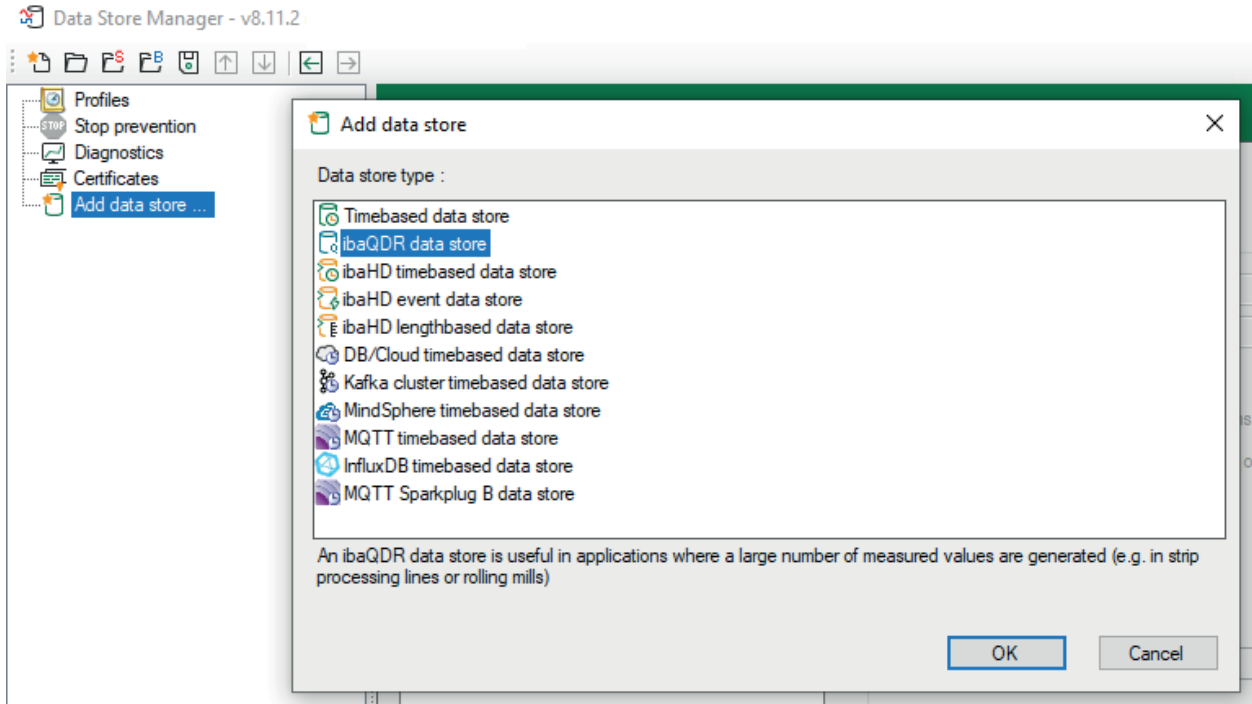 Data Store Manager - v8.11.2
Profiles
STOP Stop prevention
Diagnostics
Certificates
Add data store ...
Add data store
Data store type :
Timebased data store
ibaQDR data store
ibaHD timebased data store
ibaHD event data store
ibaHD lengthbased data store
DB/Cloud timebased data store
Kafka cluster timebased data store
MindSphere timebased data store
MQTT timebased data store
InfluxDB timebased data store
MQTT Sparkplug B data store
An ibaQDR data store is useful in applications where a large number of measured values are generated (e.g. in strip
processing lines or rolling mills)
OK Cancel